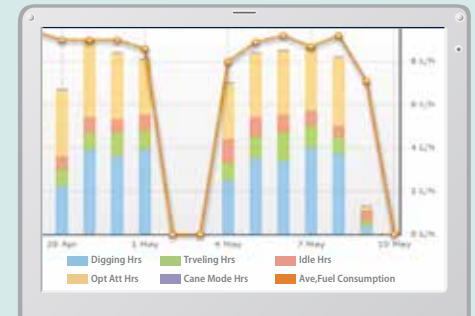 8 L/h
6 L/h
4 L/h
2 L/h
0 L/h
28 Apr 1 May 4 May 7 May 10 May
Digging Hrs Trveling Hrs Idle Hrs
Opt Att Hrs Cane Mode Hrs Ave,Fuel Consumption